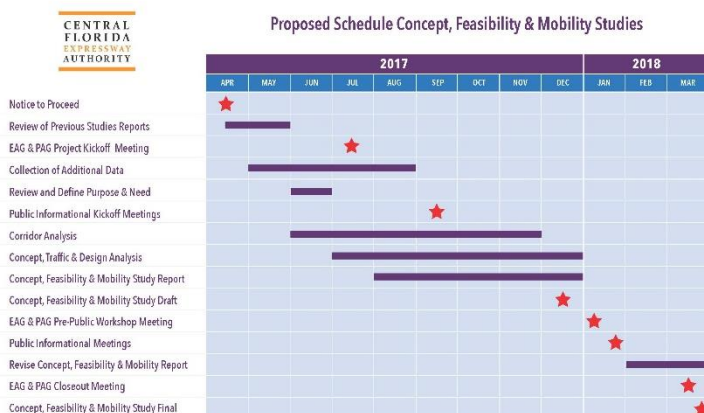 CENTRAL
FLORIDA
EXPRESSWAY
AUTHORITY
Proposed Schedule Concept, Feasibility & Mobility Studies
2017 2018
APR MAY JUN JUL AUG SEP OCT NOV DEC JAN FEB MAR
Notice to Proceed
Review of Previous Studies Reports
EAG & PAG Project Kickoff Meeting
Collection of Additional Data
Review and Define Purpose & Need
Public Informational Kickoff Meetings
Corridor Analysis
Concept, Traffic & Design Analysis
Concept, Feasibility & Mobility Study Report
Concept, Feasibility & Mobility Study Draft
EAG & PAG Pre-Public Workshop Meeting
Public Informational Meetings
Revise Concept, Feasibility & Mobility Report
EAG & PAG Closeout Meeting
Concept, Feasibility & Mobility Study Final